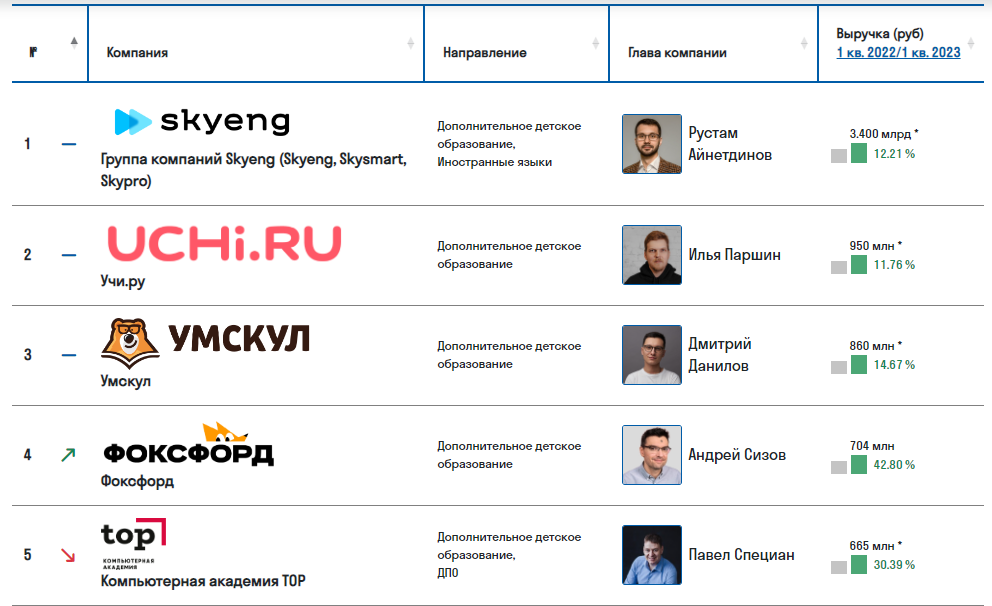 №
Компания
Направление
Глава компании
Выручка (руб)
1 кв. 2022/1 кв. 2023
1
skyeng
Группа компаний Skyeng (Skyeng, Skysmart,
Skypro)
Дополнительное детское
образование,
Иностранные языки
Рустам
Айнетдинов
3.400 млрд *
12.21 %
2
UCHi.RU
Учи.ру
Дополнительное детское
образование
Илья Паршин
950 млн *
11.76 %
3
УМСКУЛ
Умскул
Дополнительное детское
образование
Дмитрий
Данилов
860 млн *
14.67 %
4
ФОКСФОРД
Фоксфорд
Дополнительное детское
образование
Андрей Сизов
704 млн
42.80 %
5
top
КОМПЬЮТЕРНАЯ
АКАДЕМИЯ
Компьютерная академия TOP
Дополнительное детское
образование,
ДПО
Павел Специан
665 млн *
30.39 %